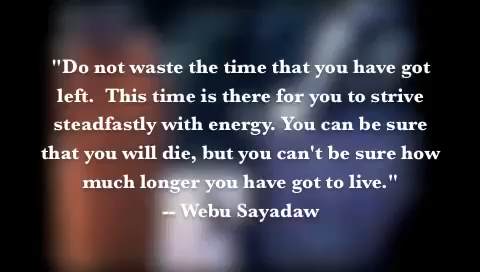 "Do not waste the time that you have got
left.  This time is there for you to strive
steadfastly with energy. You can be sure
that you will die, but you can't be sure how
much longer you have got to live."
-- Webu Sayadaw